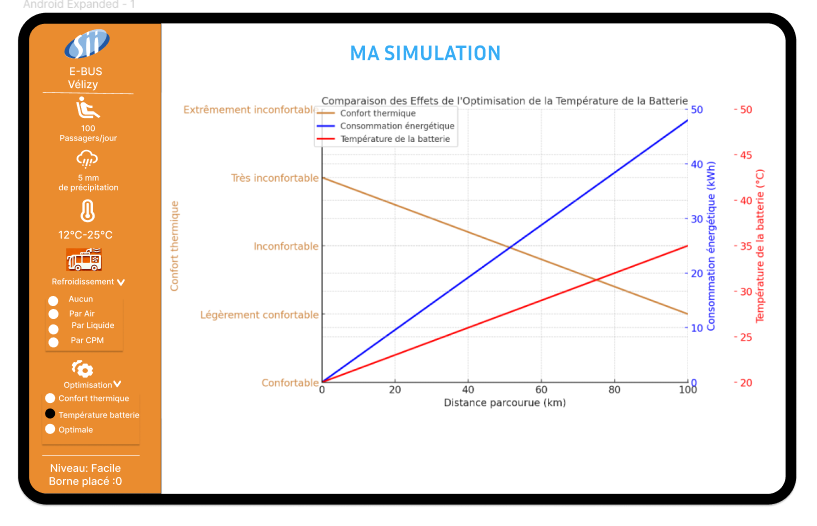 Android Expanded - 1
sii
E-BUS
Vélizy
100
Passagers/jour
5 mm
de précipitation
12°C-25°C
Refroidissement
Aucun
Par Air
Par Liquide
Par CPM
Optimisation
Confort thermique
Température batterie
Optimale
Niveau: Facile
Borne placé :0
MA SIMULATION
Comparaison des Effets de l'Optimisation de la Température de la Batterie
Confort thermique
Consommation énergétique
Température de la batterie
Confort thermique
Extrêmement inconfortable
Très inconfortable
Inconfortable
Légèrement confortable
Confortable
0 20 40 60 80 100
Distance parcourue (km)
50
40
30
20
10
0
Consommation énergétique (kWh)
50
45
40
35
30
25
20
Température de la batterie (°C)